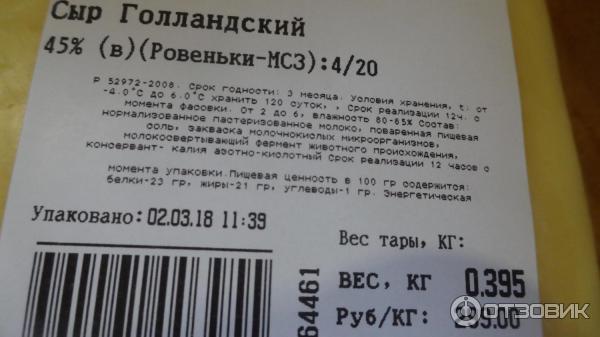 Сыр Голландский
45% (в)(Ровеньки-МСЗ):4/20
Р 52972-2008. Срок годности: 3 месяца. Условия хранения, t: от
-4.0°С до 6.0°С хранить 120 суток, , Срок реализации 12ч. с
момента фасовки. От 2 до 6, влажность 80-85% Состав:
нормализованное пастеризованное молоко, поваренная пищевая
соль, закваска молочнокислых микроорганизмов,
молокосвертывающий фермент животного происхождения,
консервант- калия азотно-кислотный Срок реализации 12 часов с
момента упаковки.Пищевая ценность в 100 гр содержится:
белки-23 гр, жиры-21 гр, углеводы-1 гр. Энергетическая
Упаковано: 02.03.18 11:39
Вес тары, КГ:
ВЕС, КГ 0.395
Руб/КГ:
64461
ОТЗОВИК